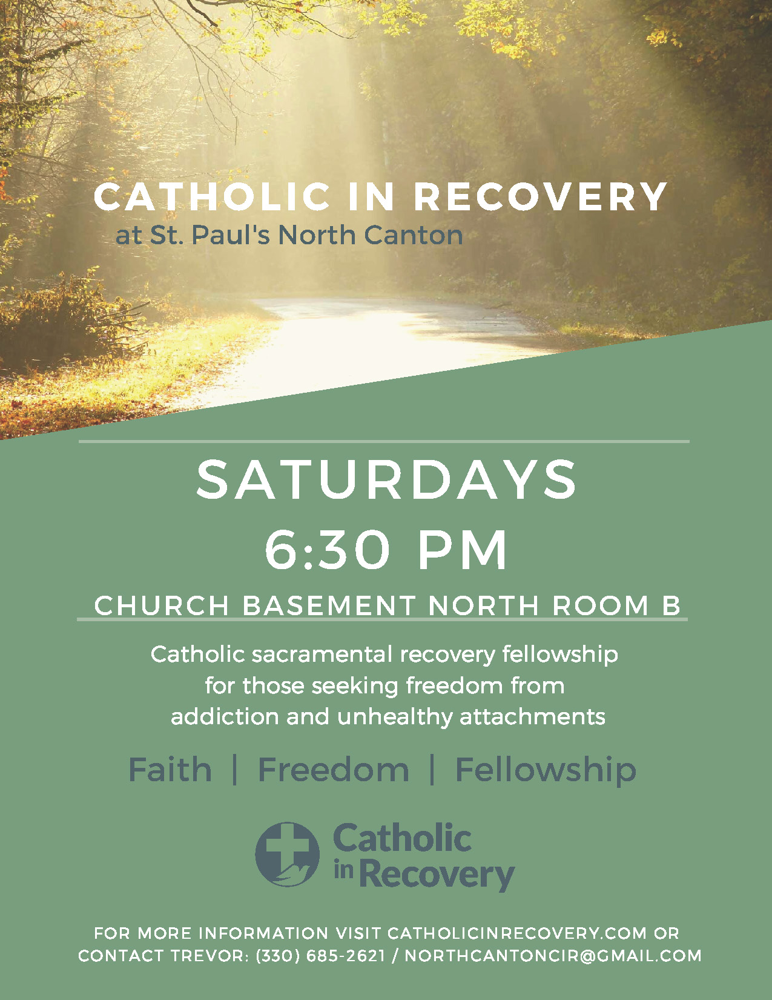 CATHOLIC IN RECOVERY
at St. Paul's North Canton
SATURDAYS
6:30 PM
CHURCH BASEMENT NORTH ROOM B
Catholic sacramental recovery fellowship
for those seeking freedom from
addiction and unhealthy attachments
Faith | Freedom | Fellowship
Catholic
in Recovery
FOR MORE INFORMATION VISIT CATHOLICINRECOVERY.COM OR
CONTACT TREVOR: (330) 685-2621 / NORTHCANTONCIR@GMAIL.COM